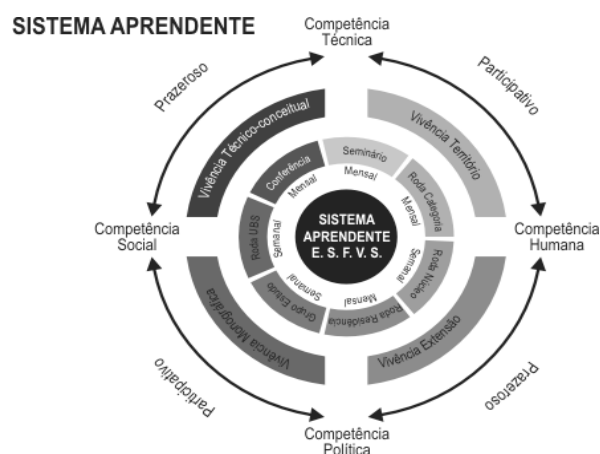 SISTEMA APRENDENTE
Competência
Técnica
Prazeroso
Participativo
Vivência Técnico-conceitual
Vivência Território
Conferência
Seminário
Roda Categoria
Mensal
Mensal
Mensal
Competência
Social
Roda UBS
Semanal
SISTEMA
APRENDENTE
E. S. F. V. S.
Semanal
Roda Núcleo
Competência
Humana
Semanal
Mensal
Grupo Estudo
Roda Residência
Vivência Monográfica
Vivência Extensão
Participativo
Prazeroso
Competência
Política